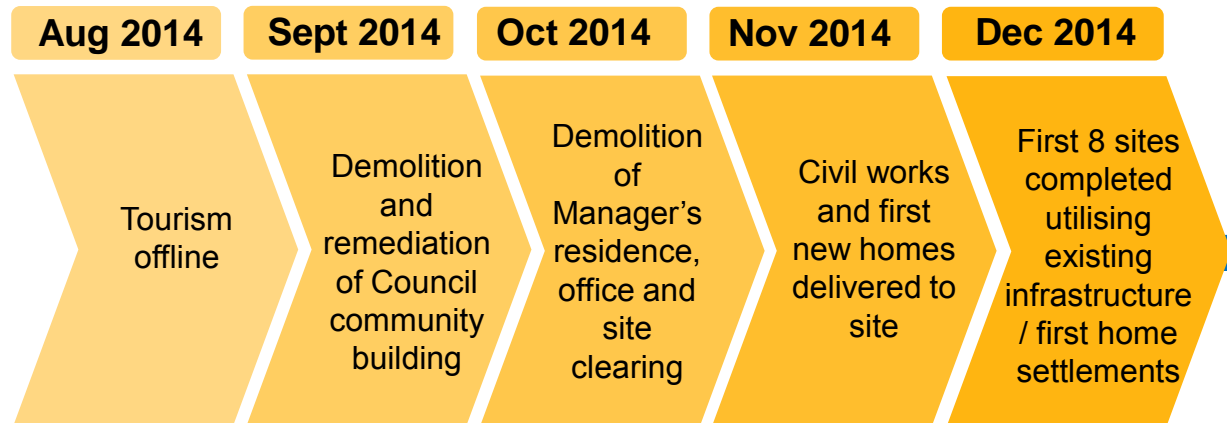 Aug 2014
Sept 2014
Oct 2014
Nov 2014
Dec 2014
Tourism
offline
Demolition
and
remediation
of Council
community
building
Demolition
of
Manager’s
residence,
office and
site
clearing
Civil works
and first
new homes
delivered to
site
First 8 sites
completed
utilising
existing
infrastructure
/ first home
settlements